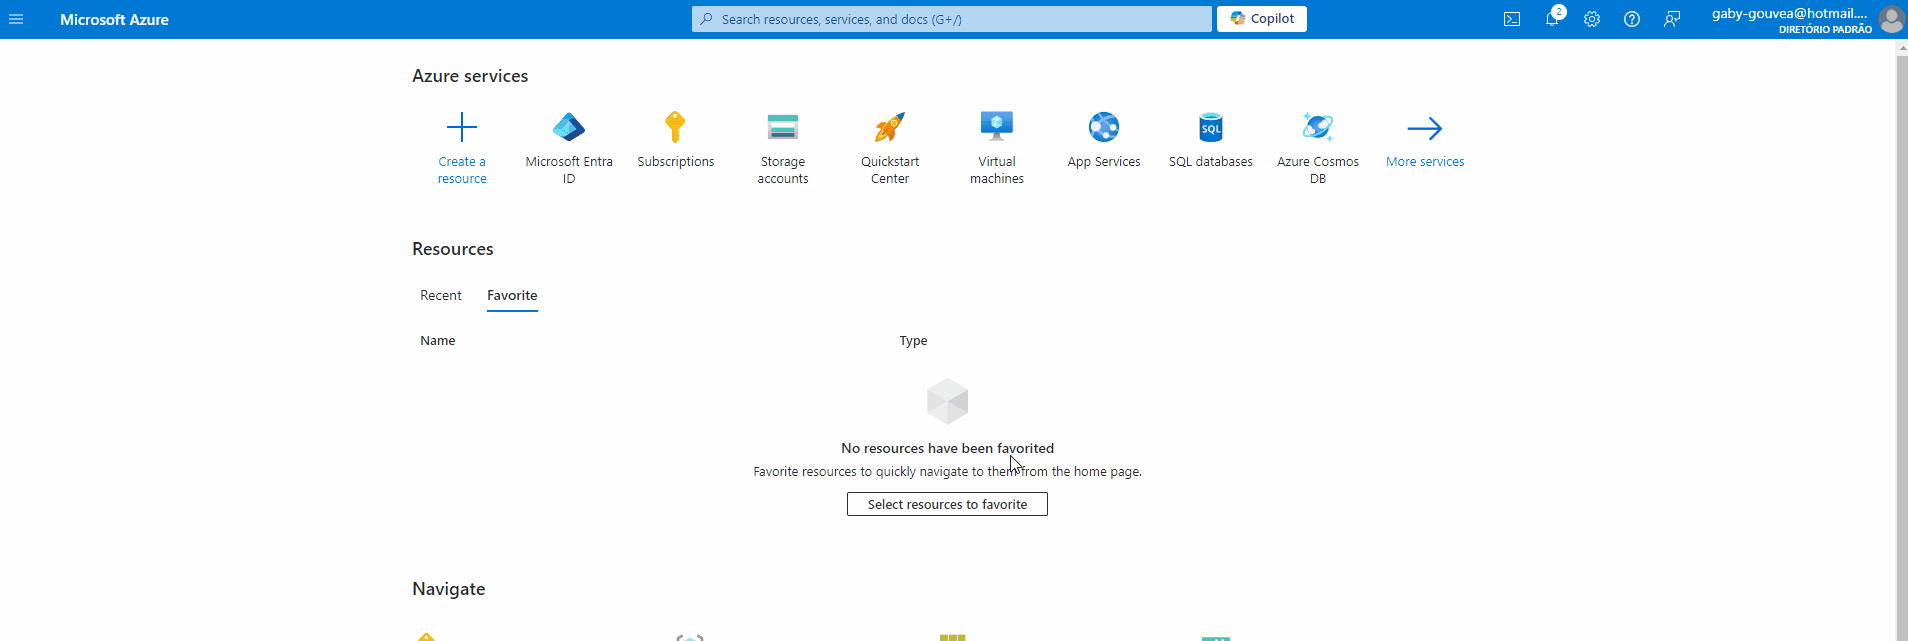 Microsoft Azure
Search resources, services, and docs (G+/)
Copilot
2
gaby-gouvea@hotmail....
DIRETÓRIO PADRÃO
Azure services
Create a
resource
Microsoft Entra
ID
Subscriptions
Storage
accounts
Quickstart
Center
Virtual
machines
App Services
SQL
SQL databases
Azure Cosmos
DB
More services
Resources
Recent
Favorite
Name
Type
No resources have been favorited
Favorite resources to quickly navigate to them from the home page.
Select resources to favorite
Navigate